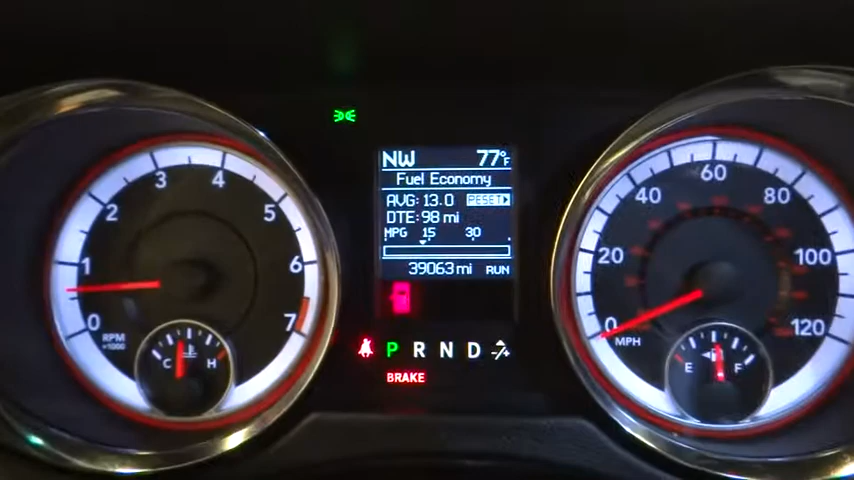 NW 77°F
Fuel Economy
AVG: 13.0 RESET
DTE: 98 mi
MPG 15 30
39063 mi RUN
0 1 2 3 4 5 6 7
RPM
×1000
C H
P R N D -/+
BRAKE
0 20 40 60 80 100 120
MPH
E F